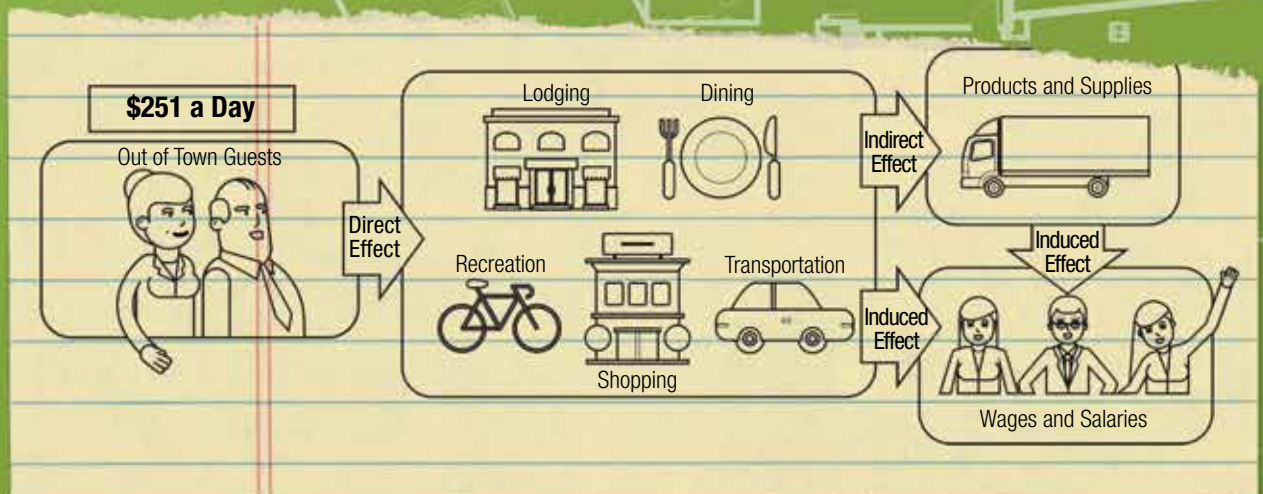 $251 a Day
Out of Town Guests
Direct
Effect
Lodging
Dining
Recreation
Shopping
Transportation
Indirect
Effect
Products and Supplies
Induced
Effect
Induced
Effect
Wages and Salaries